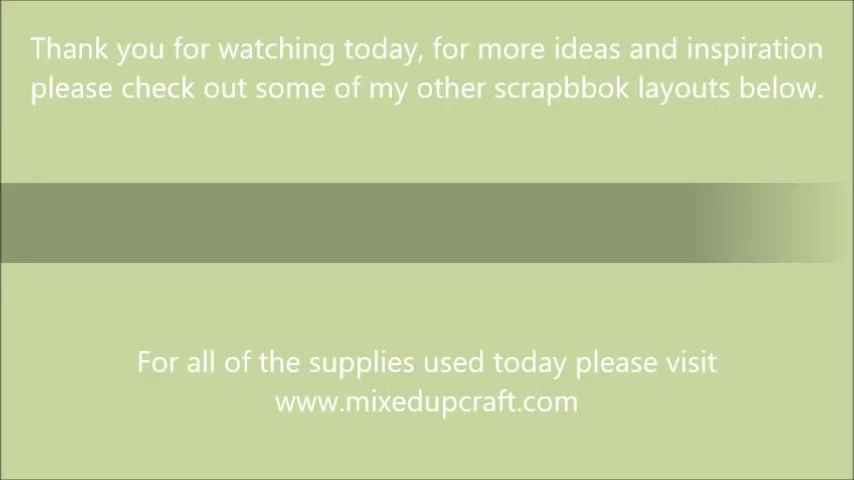 Thank you for watching today, for more ideas and inspiration
please check out some of my other scrapbbok layouts below.
For all of the supplies used today please visit
www.mixedupcraft.com